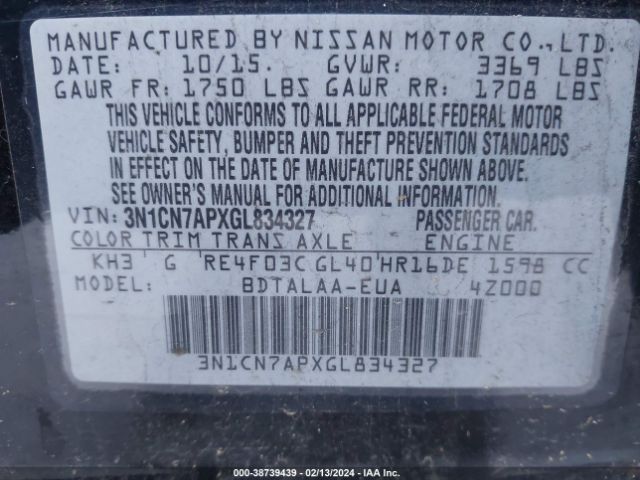 MANUFACTURED BY NISSAN MOTOR CO.,LTD.
DATE: 10/15. GVWR: 3369 LBS
GAWR FR: 1750 LBS GAWR RR: 1708 LBS
THIS VEHICLE CONFORMS TO ALL APPLICABLE FEDERAL MOTOR
VEHICLE SAFETY, BUMPER AND THEFT PREVENTION STANDARDS
IN EFFECT ON THE DATE OF MANUFACTURE SHOWN ABOVE.
SEE OWNER'S MANUAL FOR ADDITIONAL INFORMATION.
VIN: 3N1CN7APXGL834327 PASSENGER CAR.
COLOR TRIM TRANS AXLE ENGINE
KH3 G RE4F03C GL40 HR16DE 1598 CC
MODEL: BDTALAA-EUA 4Z000
3N1CN7APXGL834327
000-38739439 - 02/13/2024 - IAA Inc.